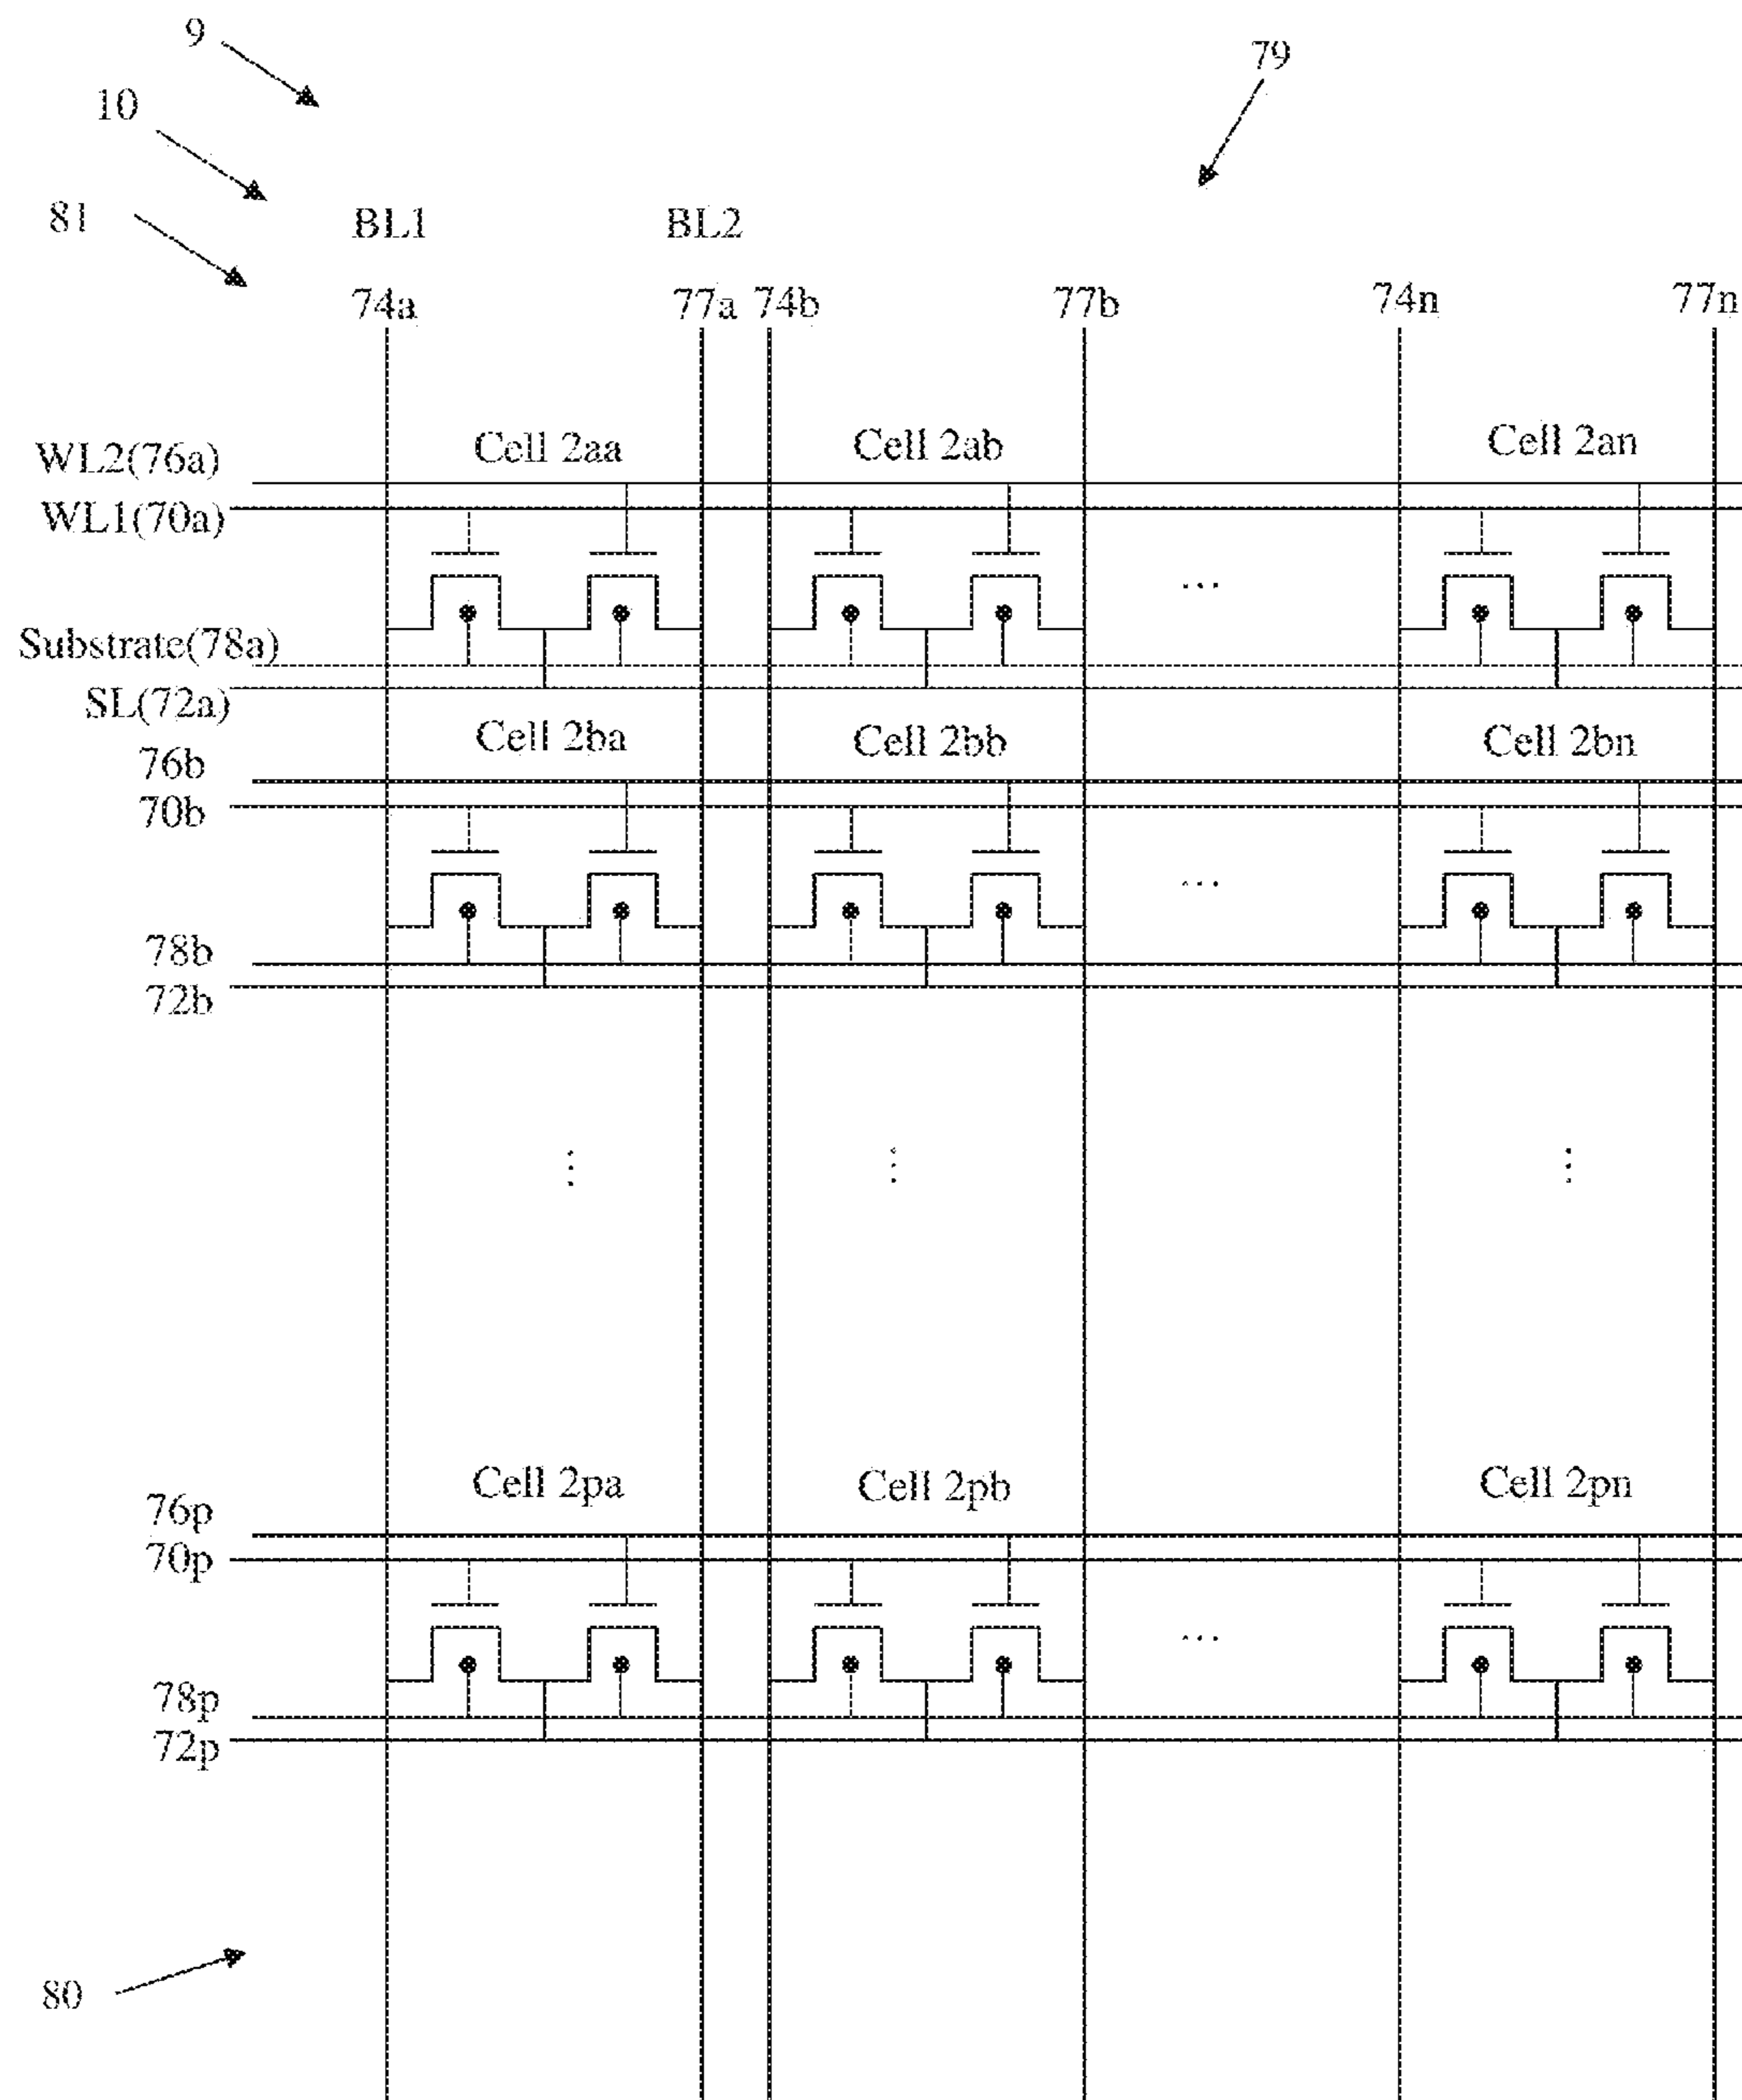 9
79
10
81
BL1 BL2
74a 77a 74b 77b 74n 77n
WL2(76a) Cell 2aa Cell 2ab Cell 2an
WL1(70a)
...
Substrate(78a)
SL(72a)
Cell 2ba Cell 2bb Cell 2bn
76b
70b
...
78b
72b
Cell 2pa Cell 2pb Cell 2pn
76p
70p
...
78p
72p
80